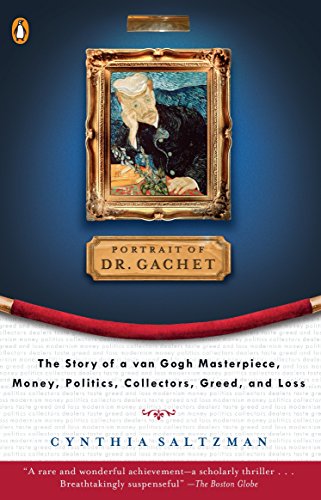 PORTRAIT OF
DR. GACHET
The Story of a van Gogh Masterpiece,
Money, Politics, Collectors, Greed, and Loss
CYNTHIA SALTZMAN
"A rare and wonderful achievement—a scholarly thriller . . .
Breathtakingly suspenseful" —The Boston Globe